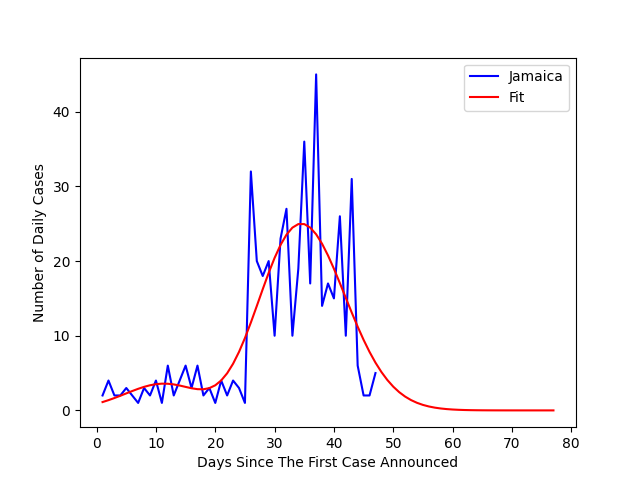 Jamaica
Fit
Number of Daily Cases
40
30
20
10
0
0 10 20 30 40 50 60 70 80
Days Since The First Case Announced